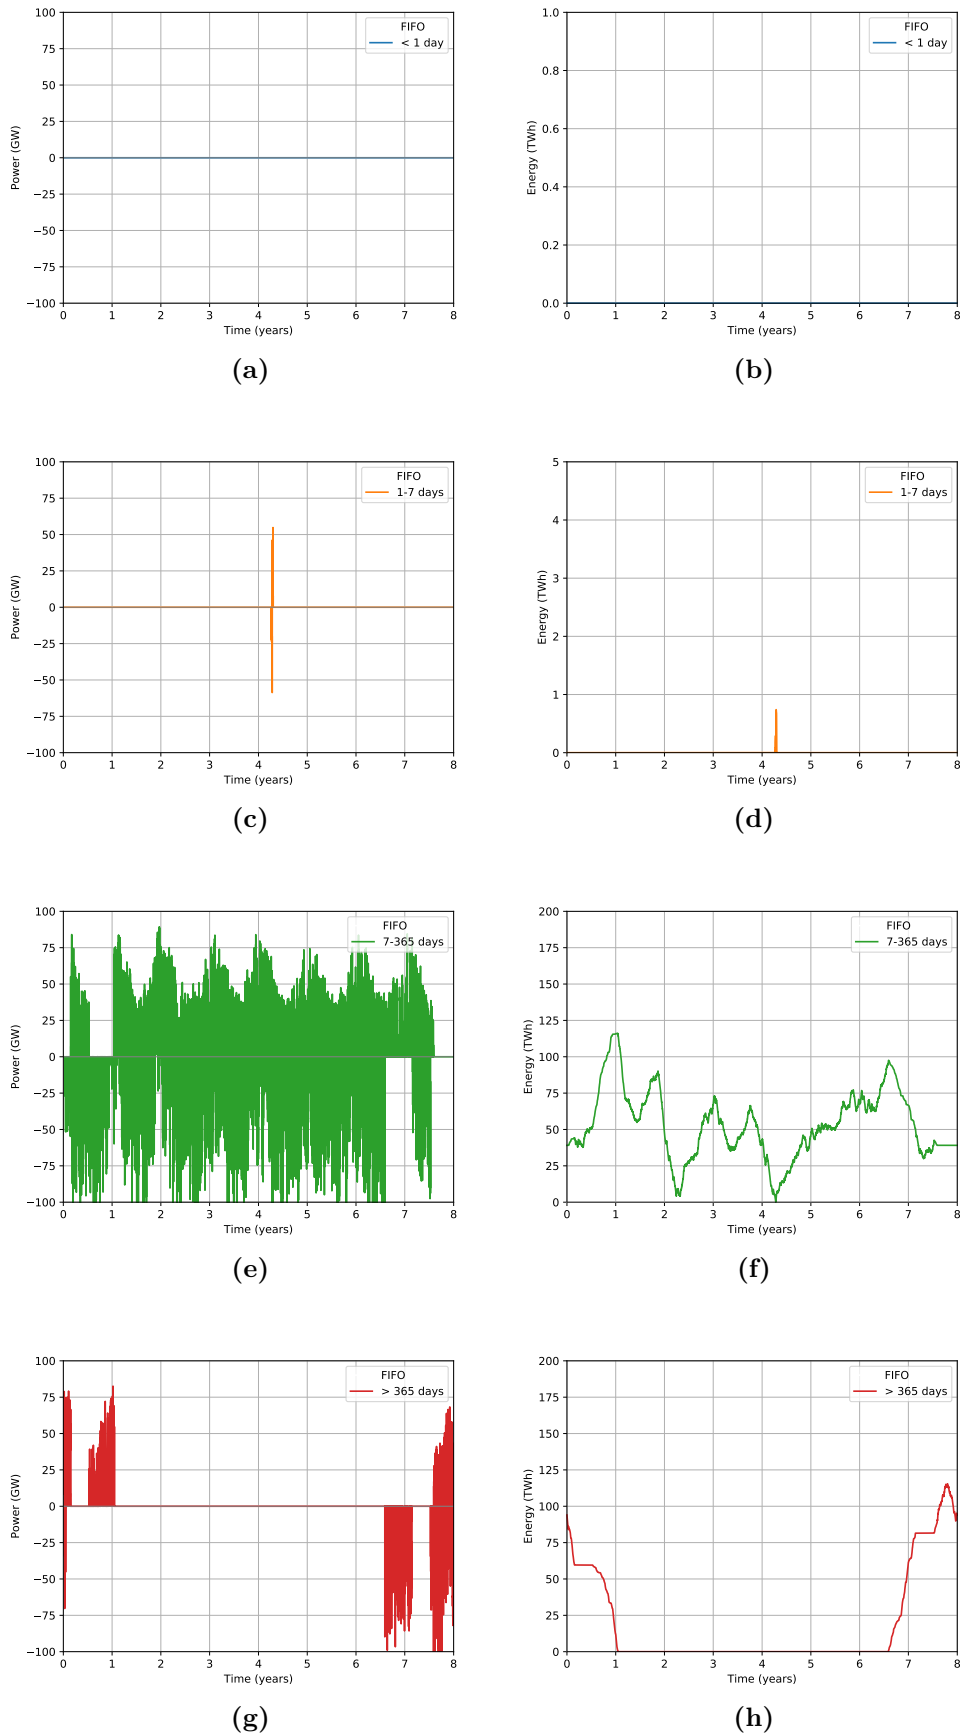 100
75
50
25
0
−25
−50
−75
−100
Power (GW)
0 1 2 3 4 5 6 7 8
Time (years)
FIFO
< 1 day
(a)
1.0
0.8
0.6
0.4
0.2
0.0
Energy (TWh)
0 1 2 3 4 5 6 7 8
Time (years)
FIFO
< 1 day
(b)
100
75
50
25
0
−25
−50
−75
−100
Power (GW)
0 1 2 3 4 5 6 7 8
Time (years)
FIFO
1-7 days
(c)
5
4
3
2
1
0
Energy (TWh)
0 1 2 3 4 5 6 7 8
Time (years)
FIFO
1-7 days
(d)
100
75
50
25
0
−25
−50
−75
−100
Power (GW)
0 1 2 3 4 5 6 7 8
Time (years)
FIFO
7-365 days
(e)
200
175
150
125
100
75
50
25
0
Energy (TWh)
0 1 2 3 4 5 6 7 8
Time (years)
FIFO
7-365 days
(f)
100
75
50
25
0
−25
−50
−75
−100
Power (GW)
0 1 2 3 4 5 6 7 8
Time (years)
FIFO
> 365 days
(g)
200
175
150
125
100
75
50
25
0
Energy (TWh)
0 1 2 3 4 5 6 7 8
Time (years)
FIFO
> 365 days
(h)